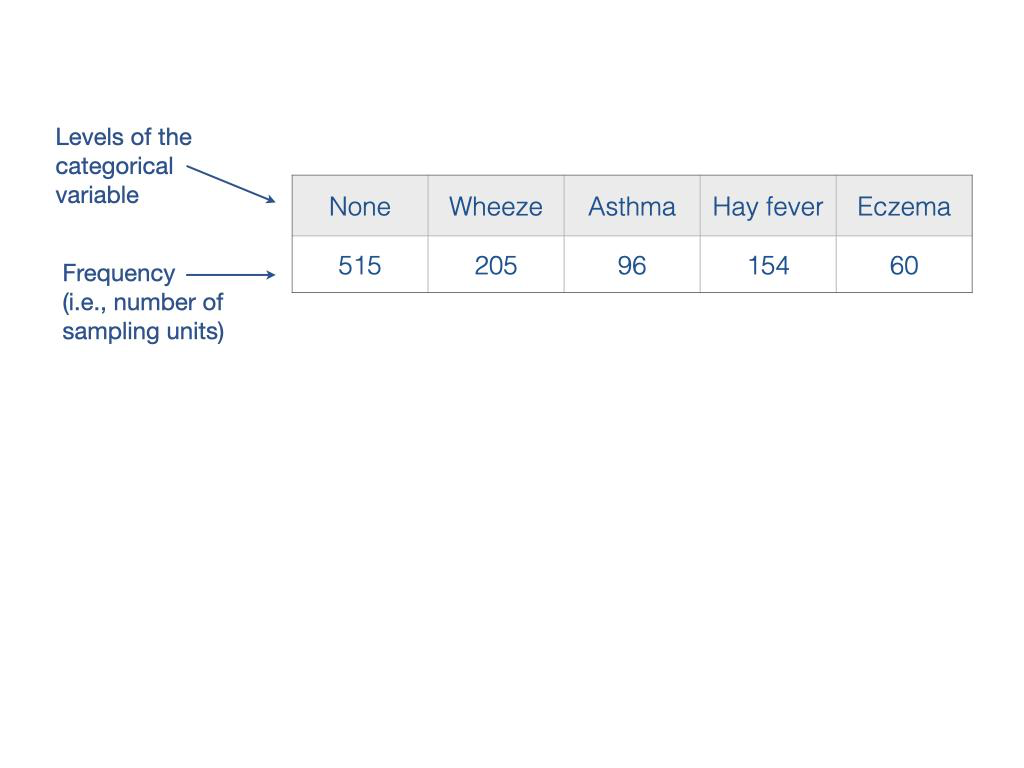 Levels of the
categorical
variable
None Wheeze Asthma Hay fever Eczema
515 205 96 154 60
Frequency
(i.e., number of
sampling units)